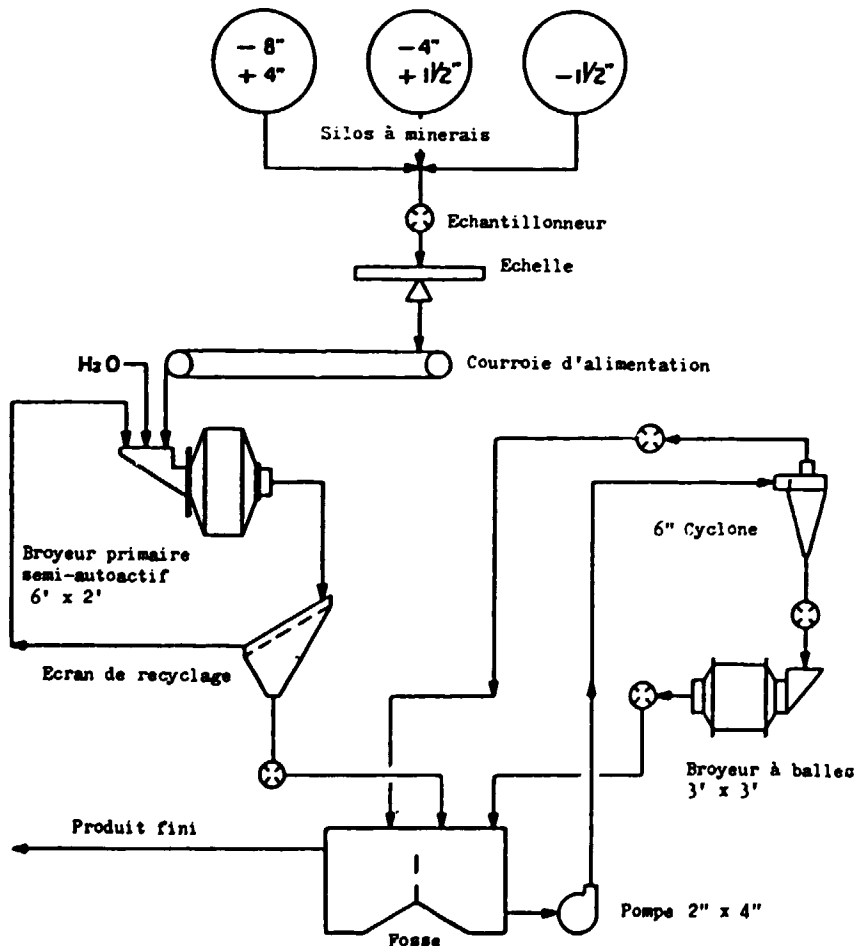 - 8"
+ 4"
- 4"
+ 1½"
-1½"
Silos à minerais
Echantillonneur
Echelle
H₂O
Courroie d'alimentation
6" Cyclone
Broyeur primaire
semi-autoactif
6' x 2'
Ecran de recyclage
Broyeur à balles
3' x 3'
Produit fini
Pompe 2" x 4"
Fosse